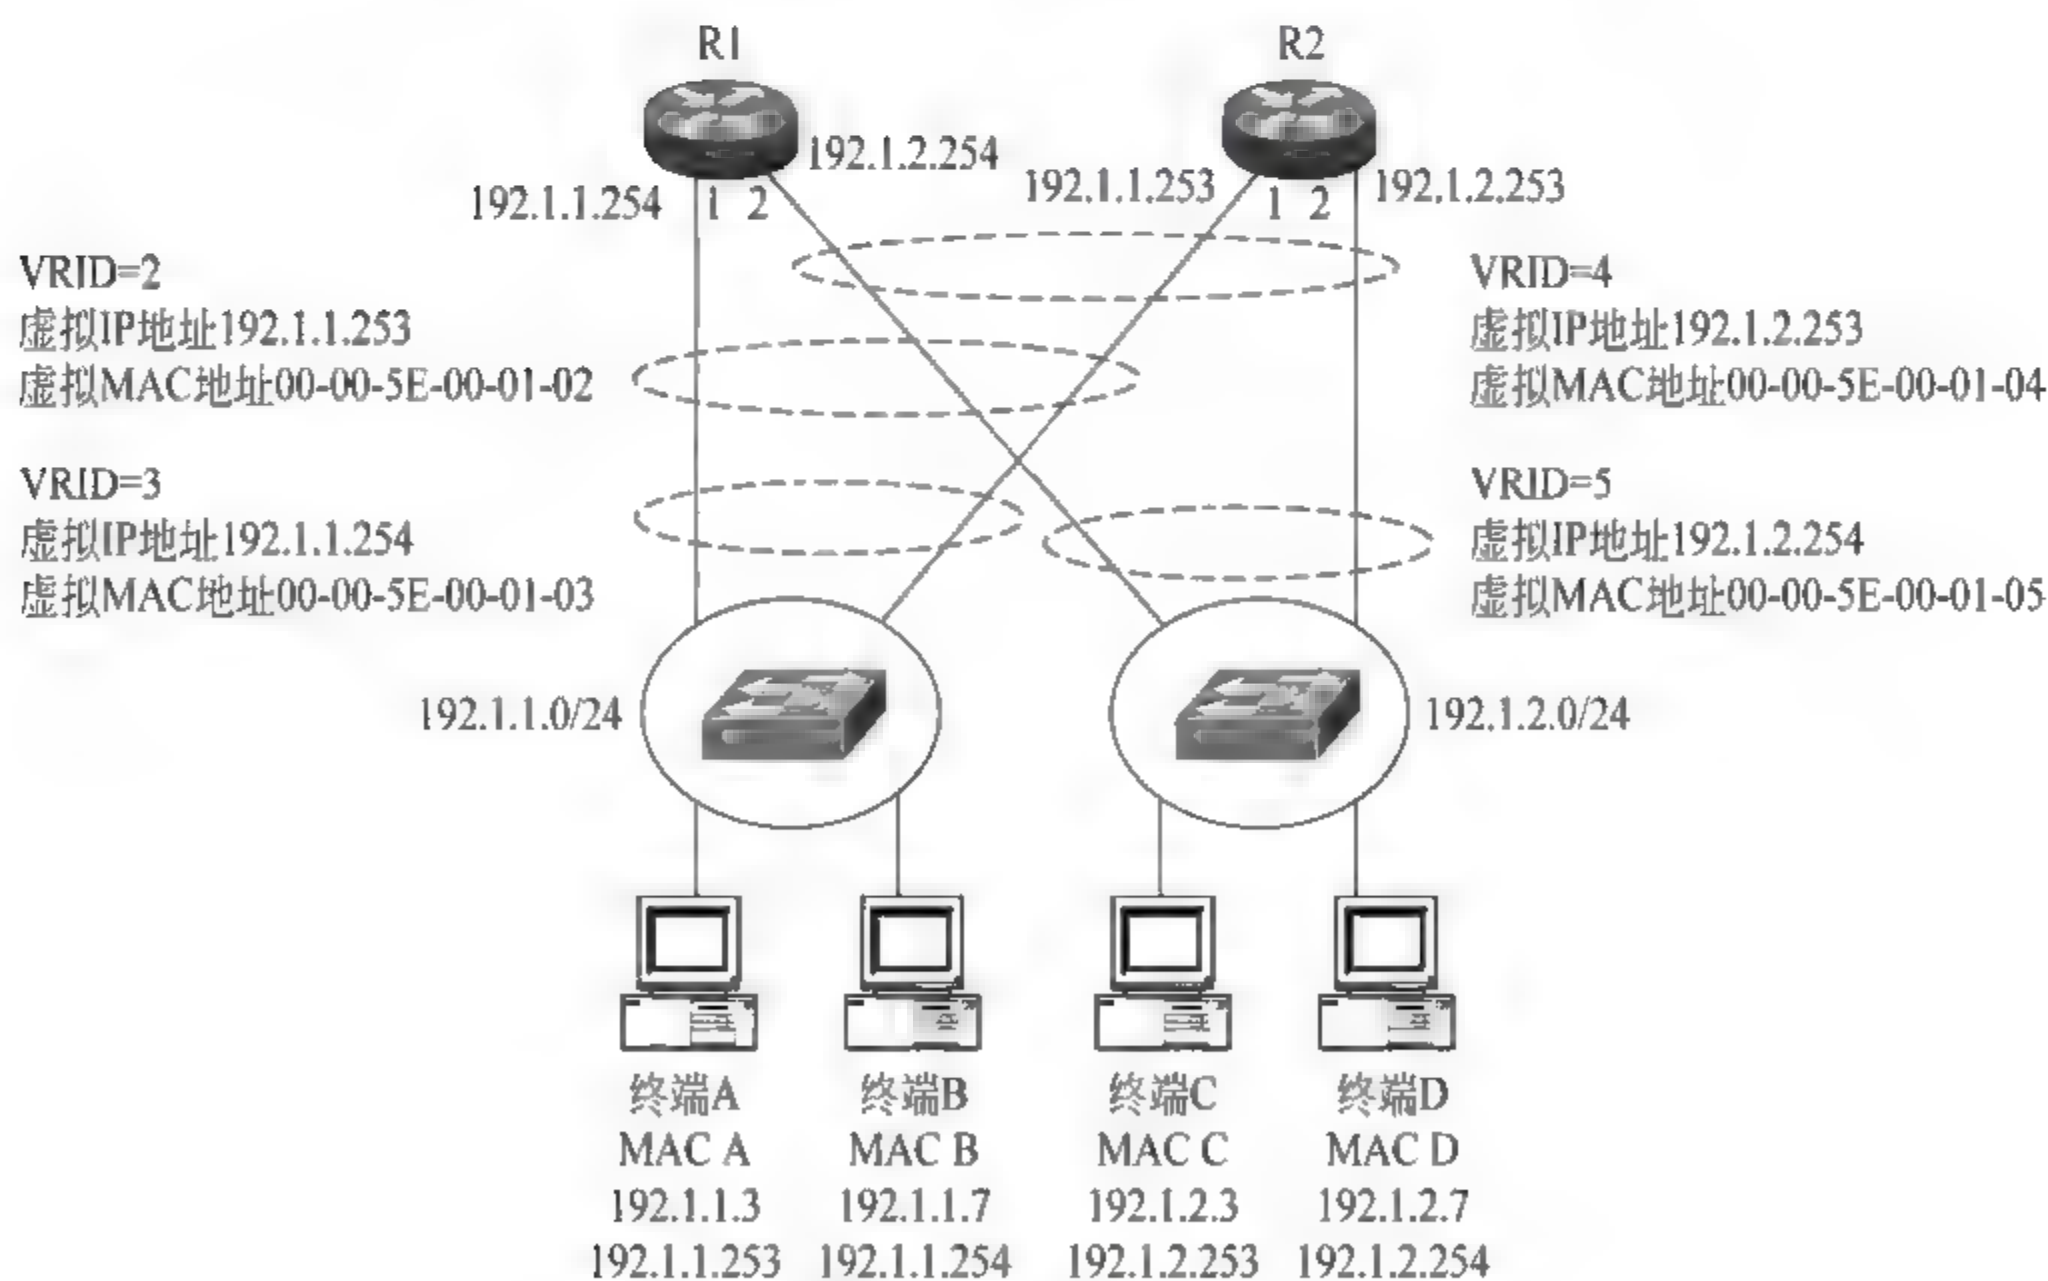 R1
R2
192.1.2.254
192.1.1.254
1 2
192.1.1.253
192.1.2.253
1 2
VRID=2
虚拟IP地址192.1.1.253
虚拟MAC地址00-00-5E-00-01-02
VRID=4
虚拟IP地址192.1.2.253
虚拟MAC地址00-00-5E-00-01-04
VRID=3
虚拟IP地址192.1.1.254
虚拟MAC地址00-00-5E-00-01-03
VRID=5
虚拟IP地址192.1.2.254
虚拟MAC地址00-00-5E-00-01-05
192.1.1.0/24
192.1.2.0/24
终端A
MAC A
192.1.1.3
192.1.1.253
终端B
MAC B
192.1.1.7
192.1.1.254
终端C
MAC C
192.1.2.3
192.1.2.253
终端D
MAC D
192.1.2.7
192.1.2.254